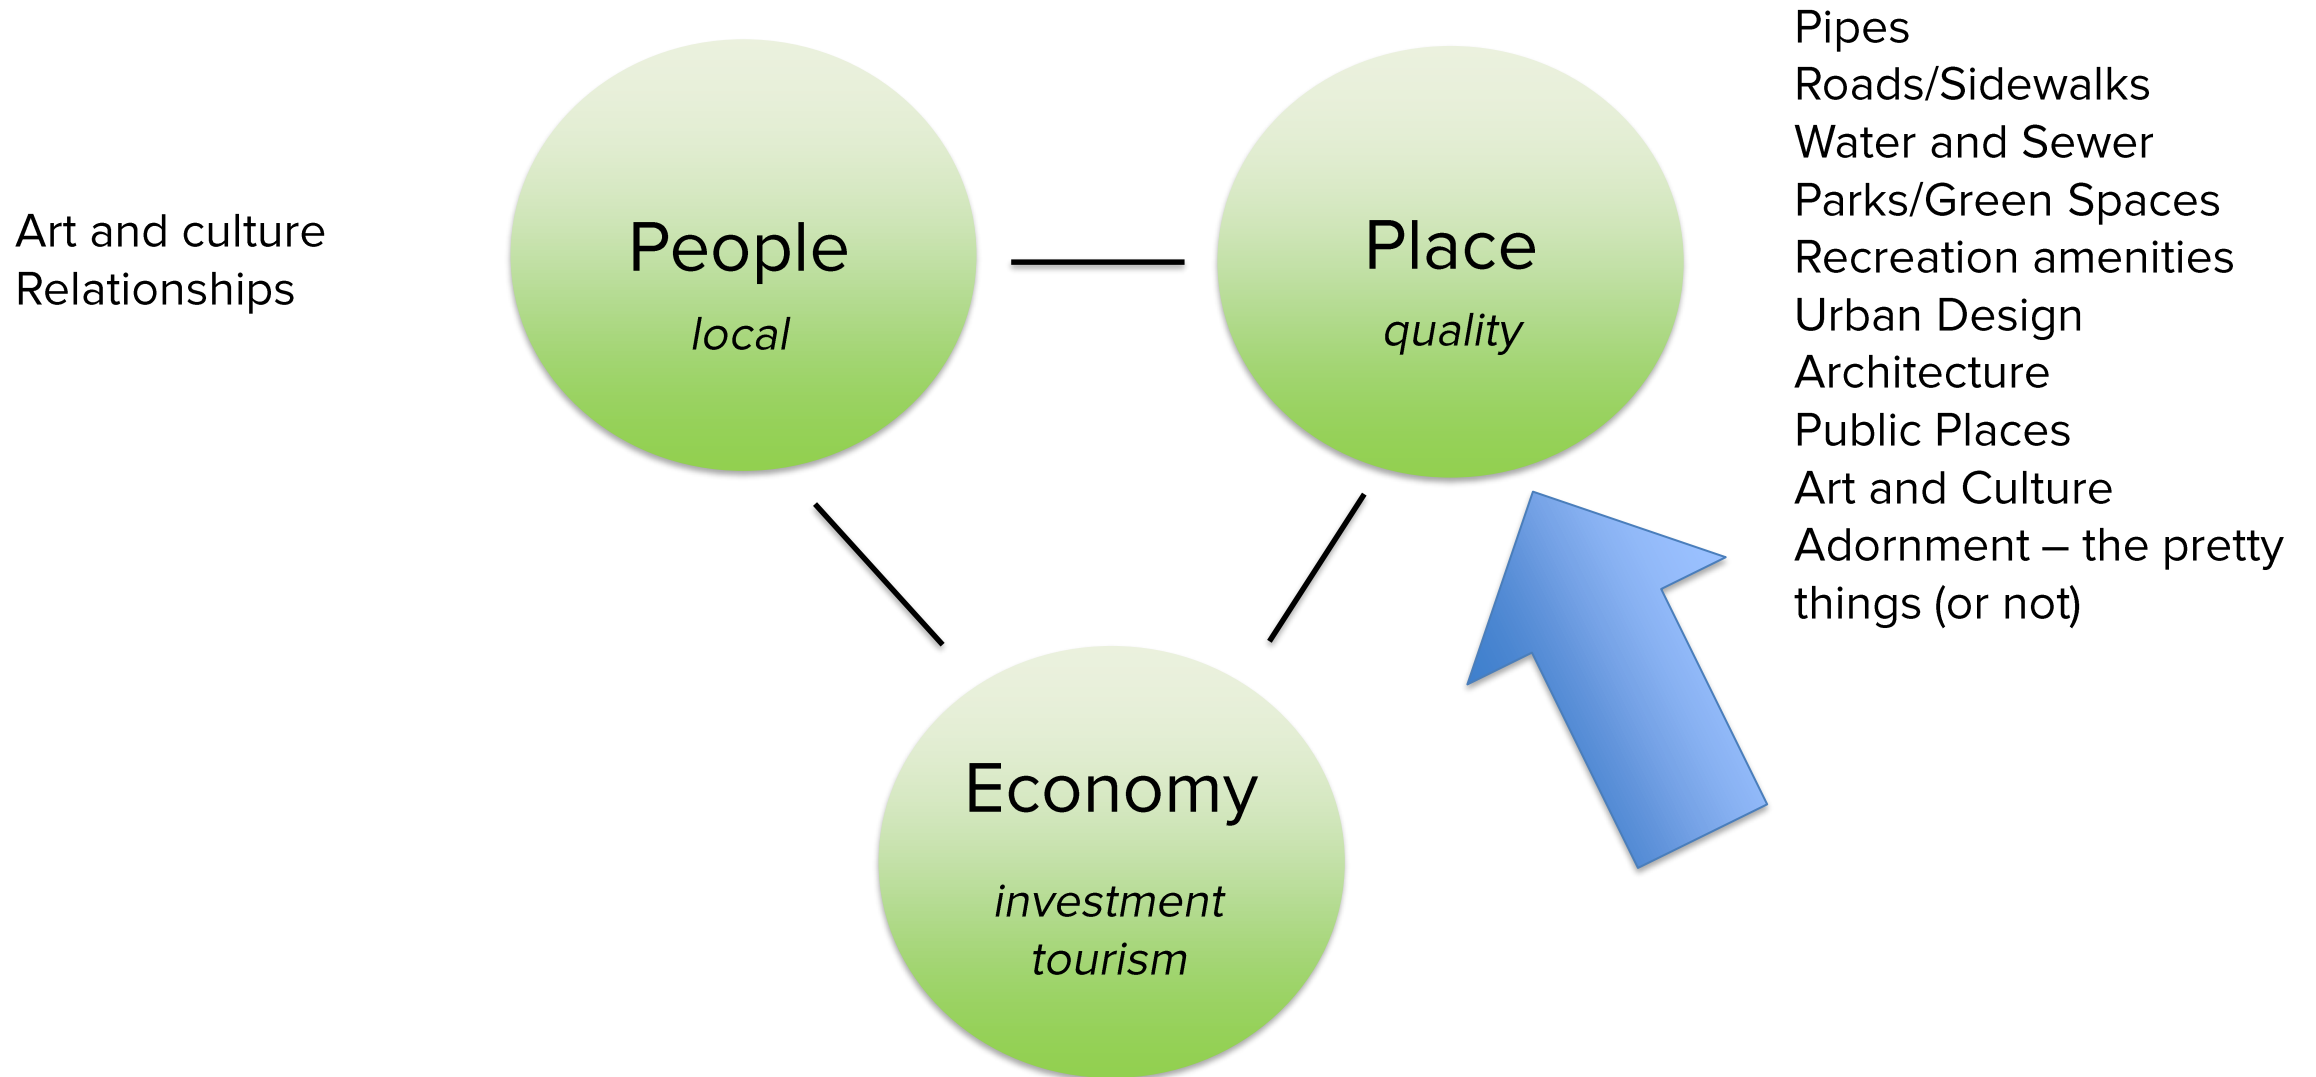 Art and culture
Relationships
People
local
Place
quality
Economy
investment
tourism
Pipes
Roads/Sidewalks
Water and Sewer
Parks/Green Spaces
Recreation amenities
Urban Design
Architecture
Public Places
Art and Culture
Adornment – the pretty
things (or not)